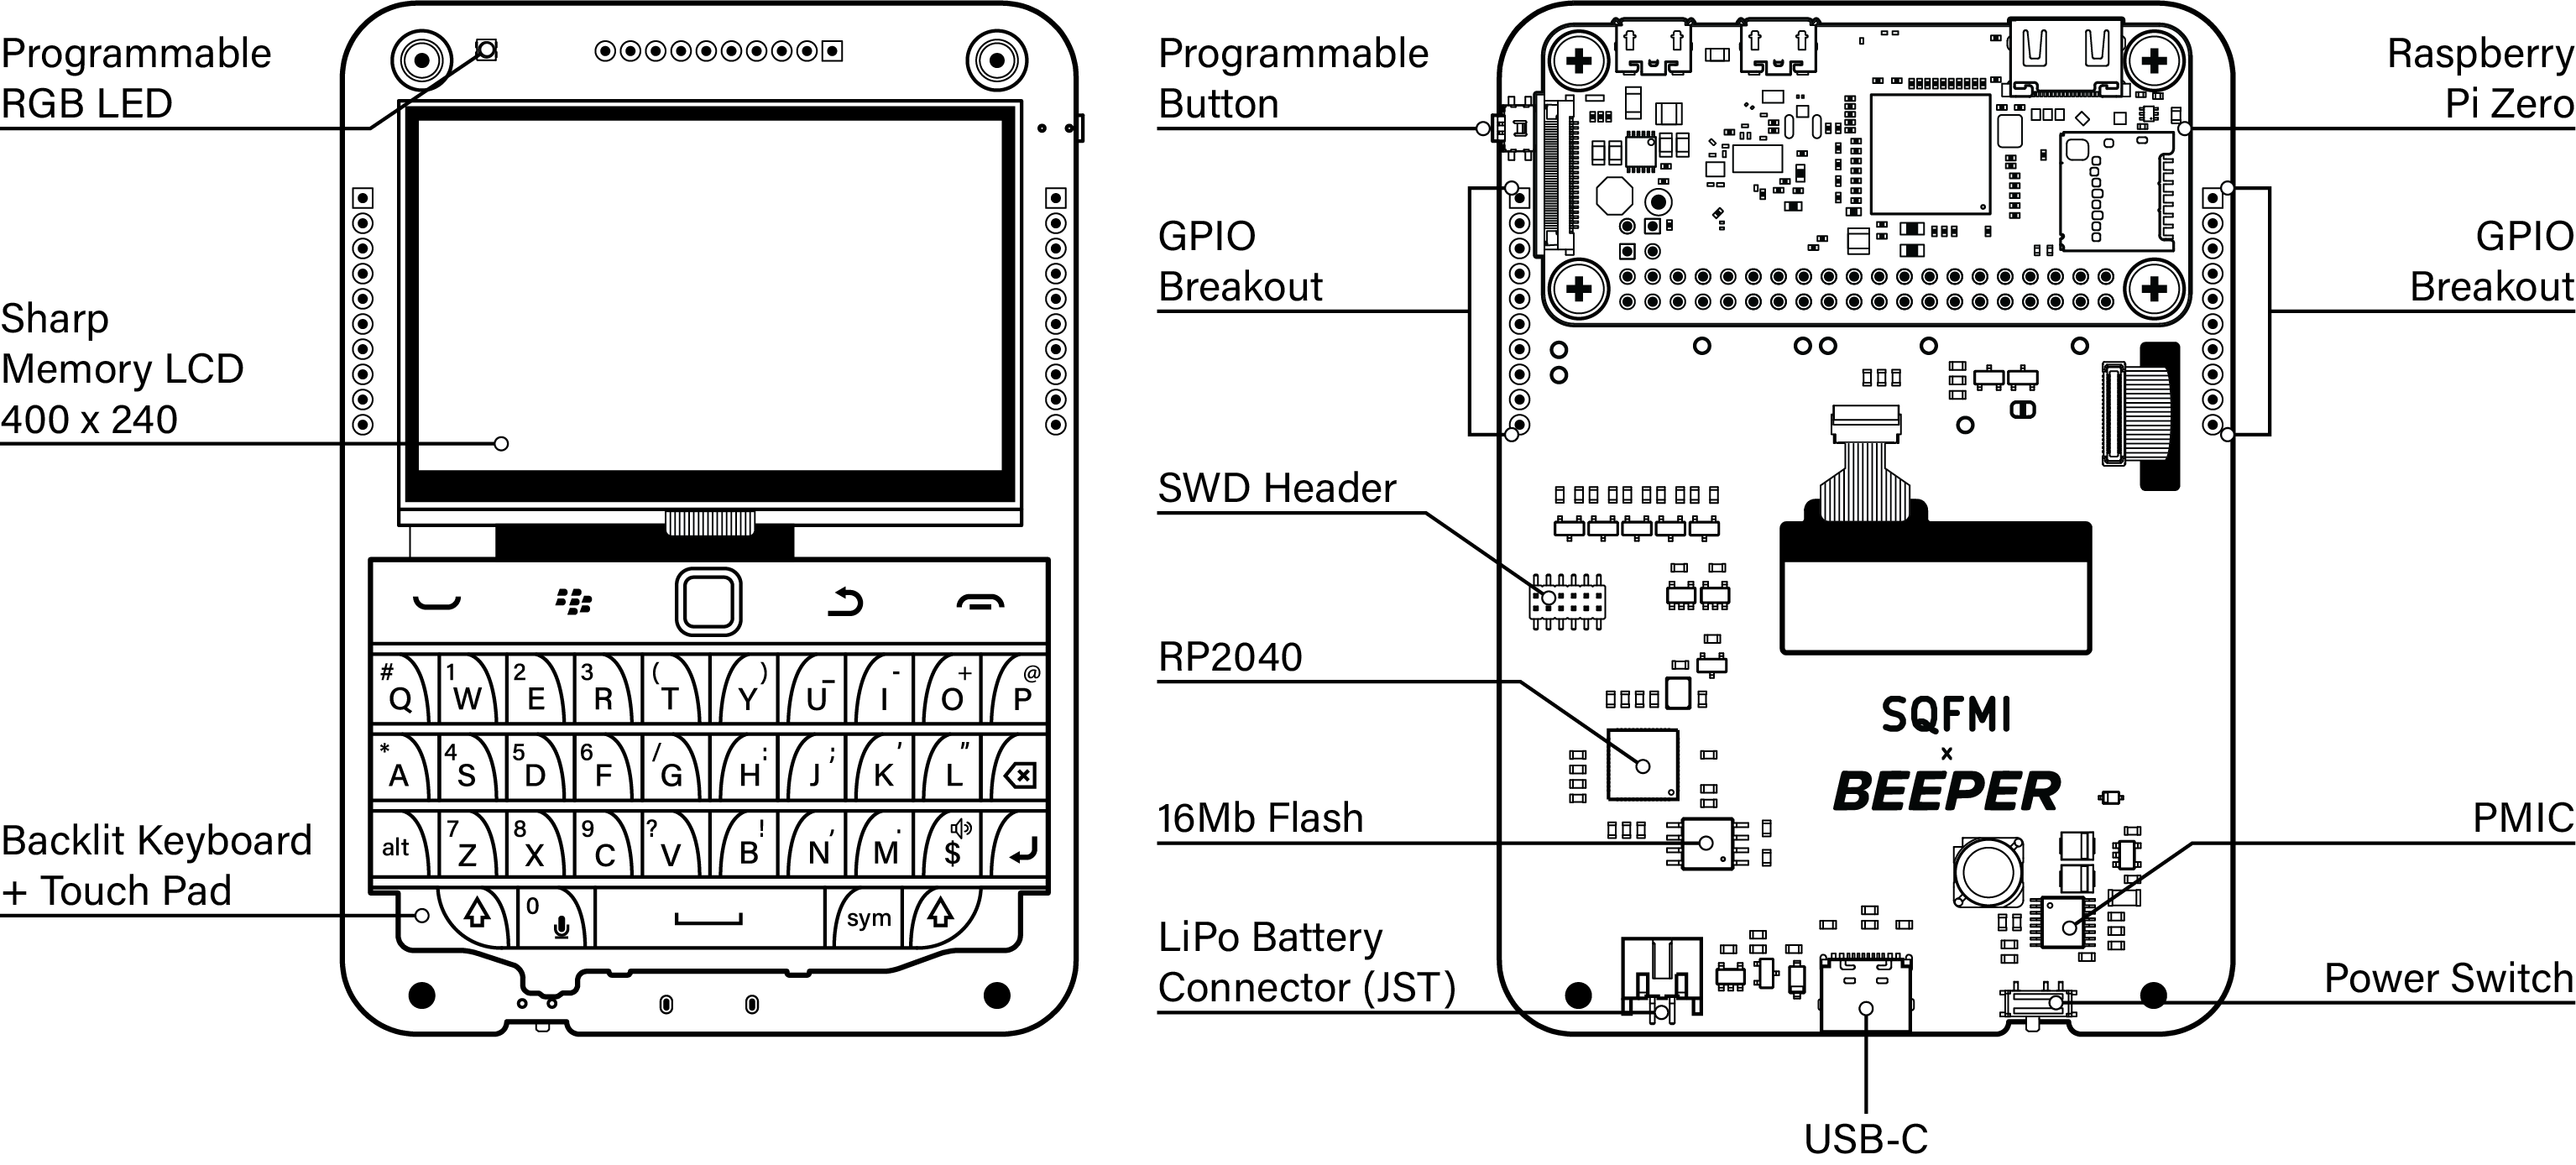 Programmable
RGB LED
Sharp
Memory LCD
400 x 240
Backlit Keyboard
+ Touch Pad
# Q 1 W 2 E 3 R ( T ) Y _ U - I + O @ P
* A 4 S 5 D 6 F / G : H ; J ' K " L
alt 7 Z 8 X 9 C ? V ! B , N . M $
0 sym
Programmable
Button
GPIO
Breakout
SWD Header
RP2040
16Mb Flash
LiPo Battery
Connector (JST)
SQFMI
x
BEEPER
USB-C
Raspberry
Pi Zero
GPIO
Breakout
PMIC
Power Switch